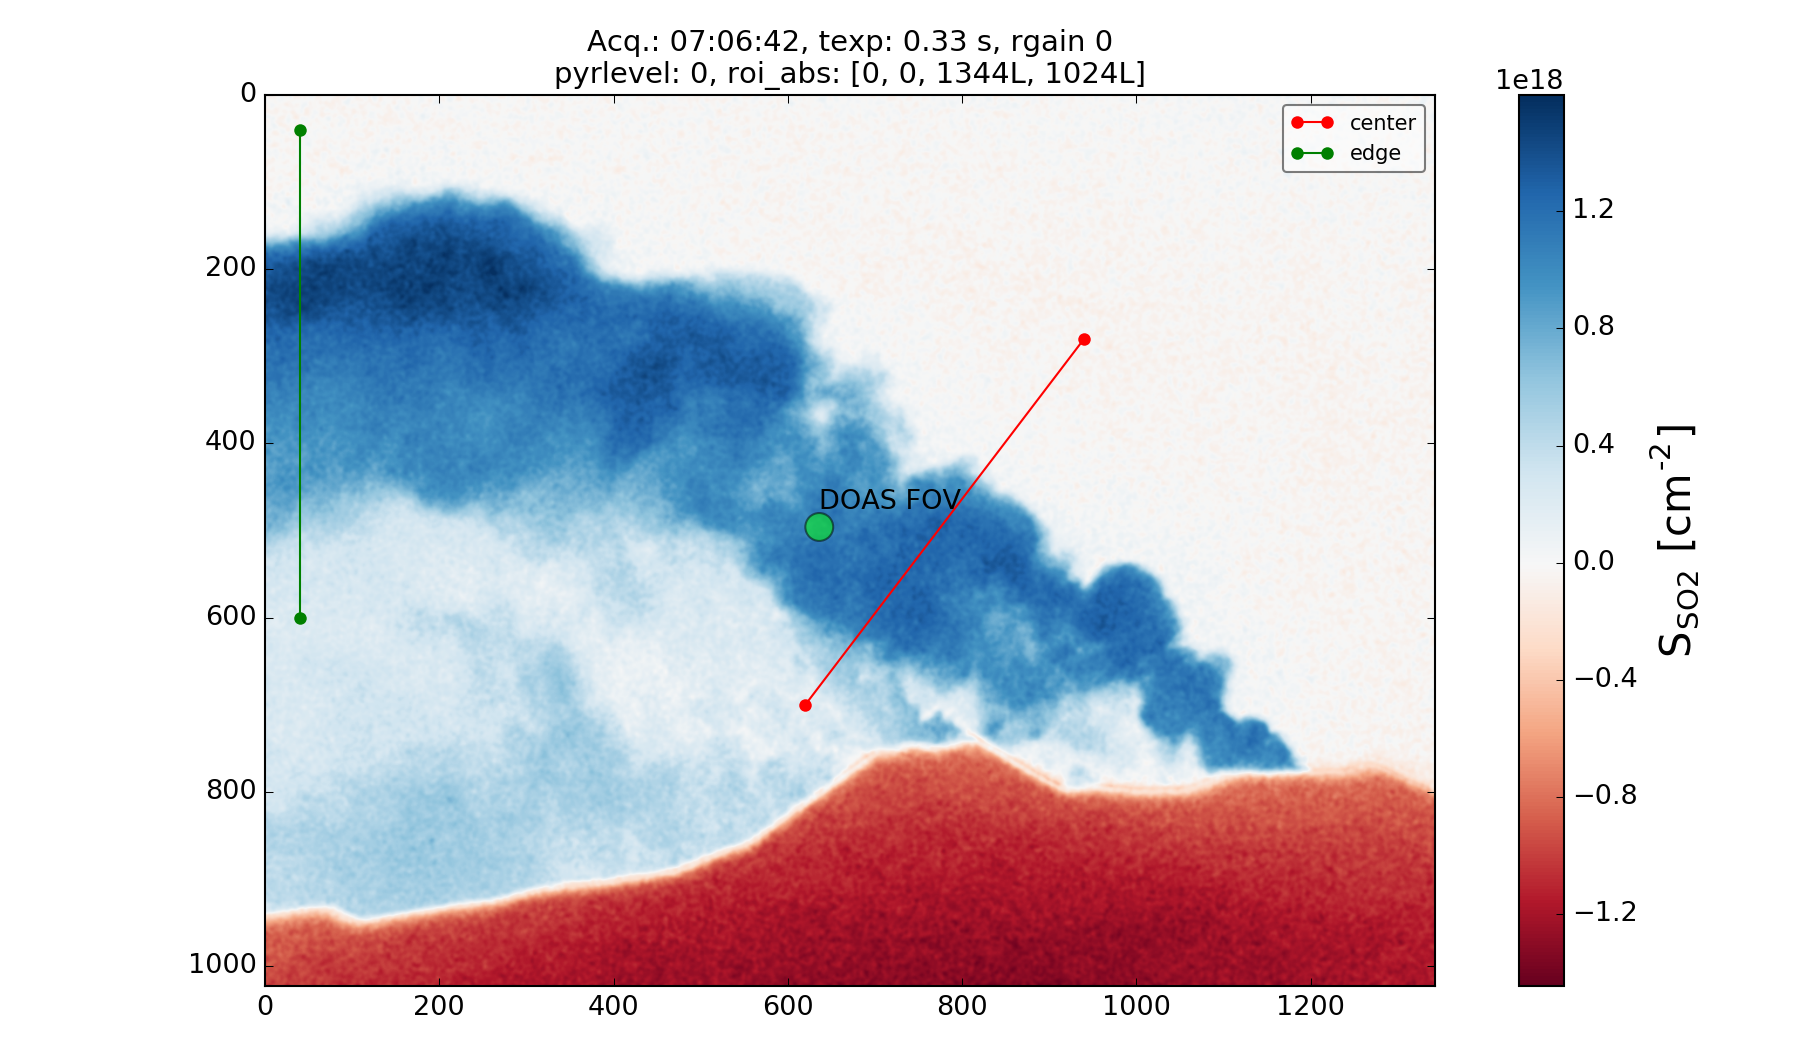 Acq.: 07:06:42, texp: 0.33 s, rgain 0
pyrlevel: 0, roi_abs: [0, 0, 1344L, 1024L]
1e18
center
edge
0
200
400
600
800
1000
0
200
400
600
800
1000
1200
DOAS FOV
1.2
0.8
0.4
0.0
−0.4
−0.8
−1.2
S_SO2 [cm^-2]